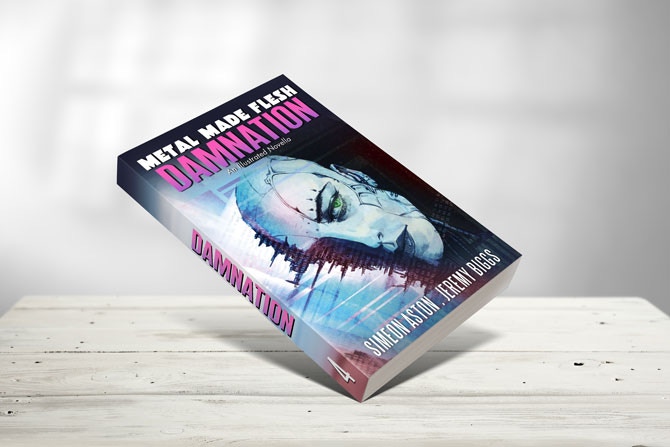 METAL MADE FLESH
DAMNATION
An Illustrated Novella
SIMEON ASTON . JEREMY BIGGS
DAMNATION
4